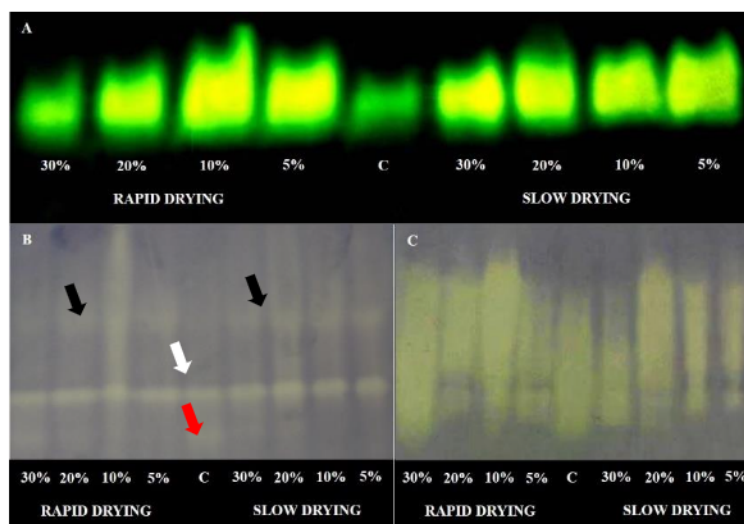 A
30% 20% 10% 5% C 30% 20% 10% 5%
RAPID DRYING SLOW DRYING
B C
30% 20% 10% 5% C 30% 20% 10% 5% 30% 20% 10% 5% C 30% 20% 10% 5%
RAPID DRYING SLOW DRYING RAPID DRYING SLOW DRYING